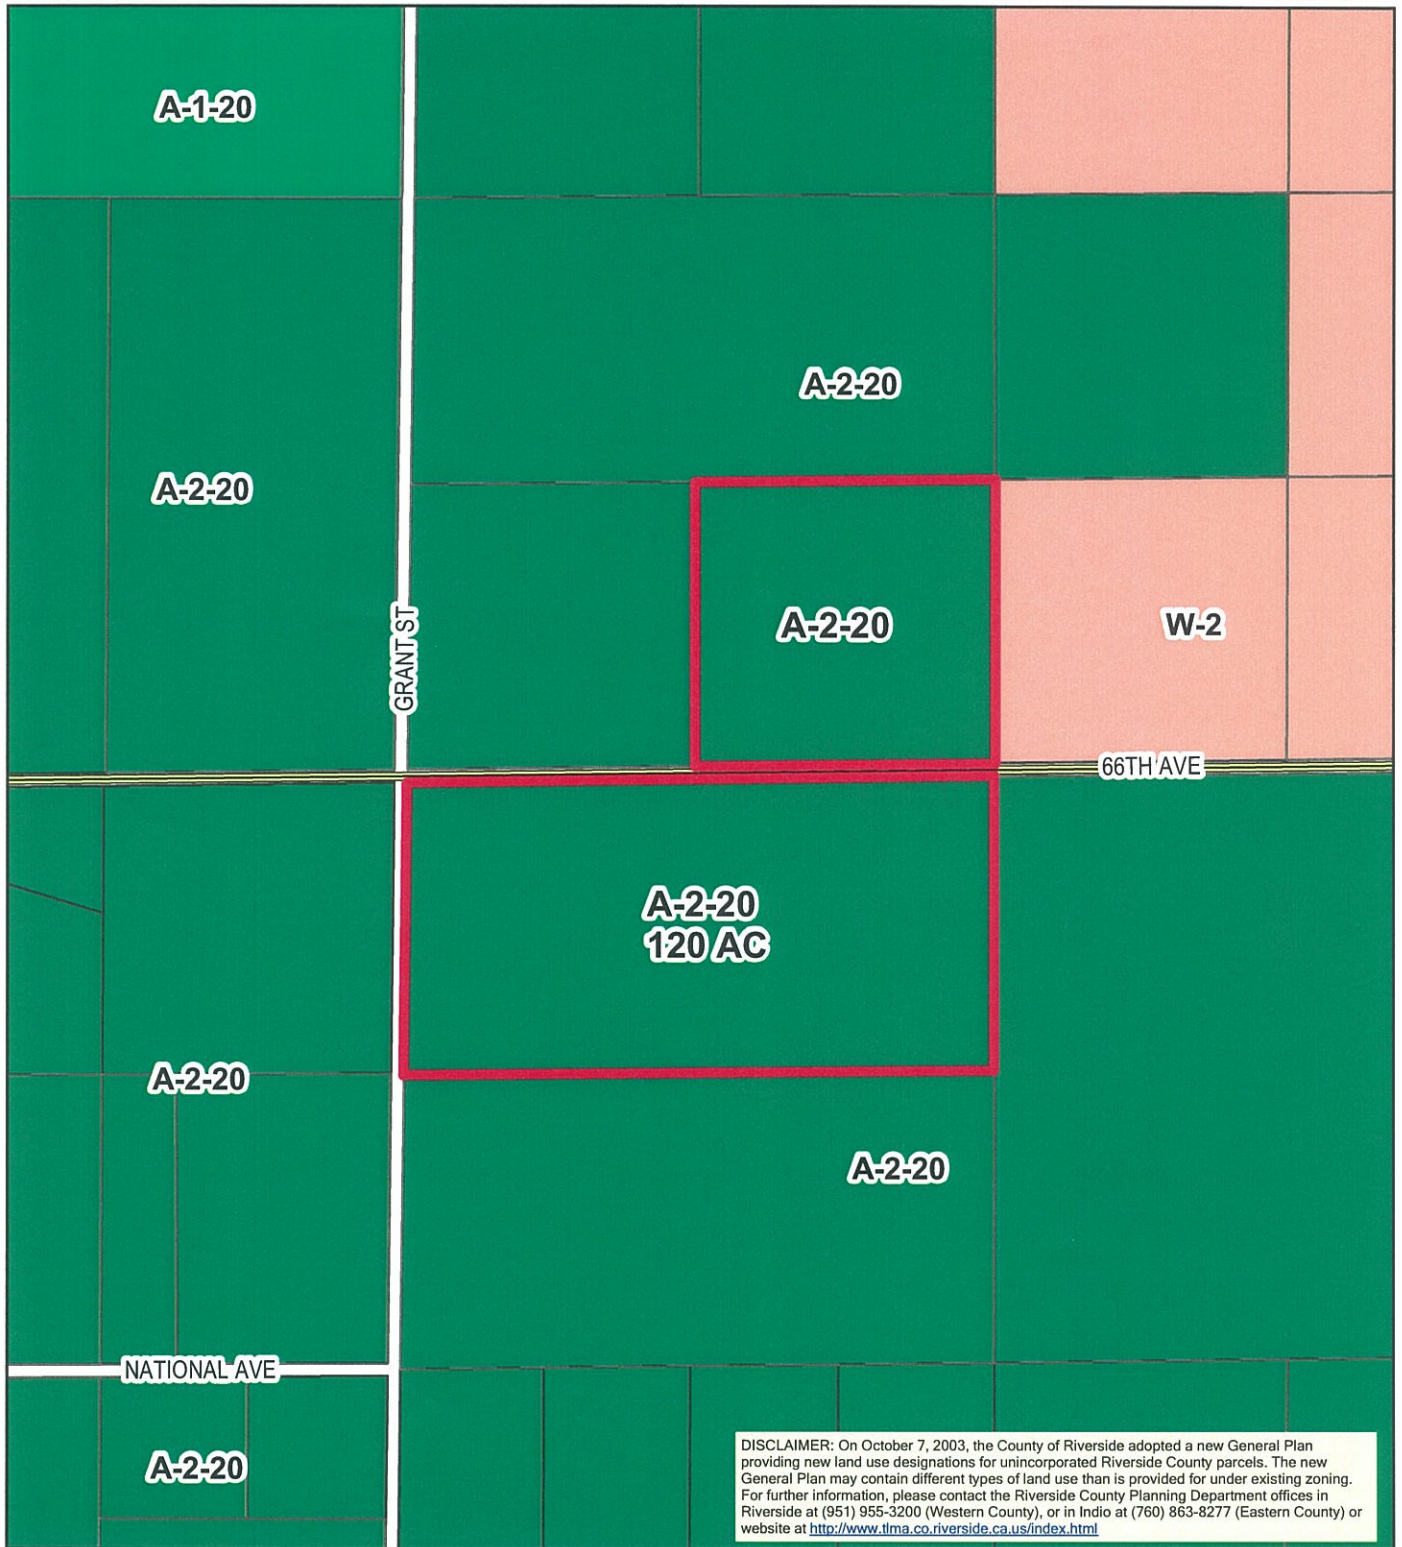 A-1-20
A-2-20
A-2-20
GRANT ST
A-2-20
W-2
66TH AVE
A-2-20
120 AC
A-2-20
A-2-20
NATIONAL AVE
A-2-20
DISCLAIMER: On October 7, 2003, the County of Riverside adopted a new General Plan
providing new land use designations for unincorporated Riverside County parcels. The new
General Plan may contain different types of land use than is provided for under existing zoning.
For further information, please contact the Riverside County Planning Department offices in
Riverside at (951) 955-3200 (Western County), or in Indio at (760) 863-8277 (Eastern County) or
website at http://www.tlma.co.riverside.ca.us/index.html